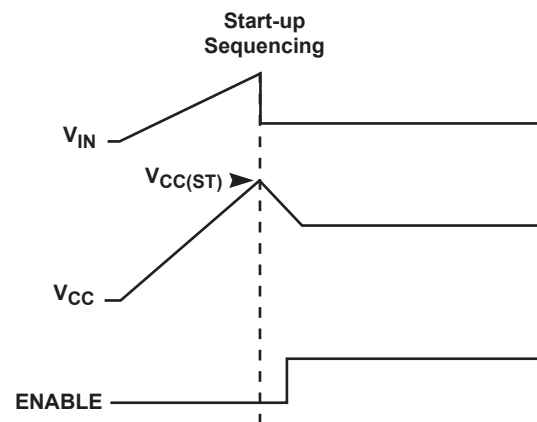 Start-up
Sequencing
VIN
VCC(ST)
VCC
ENABLE